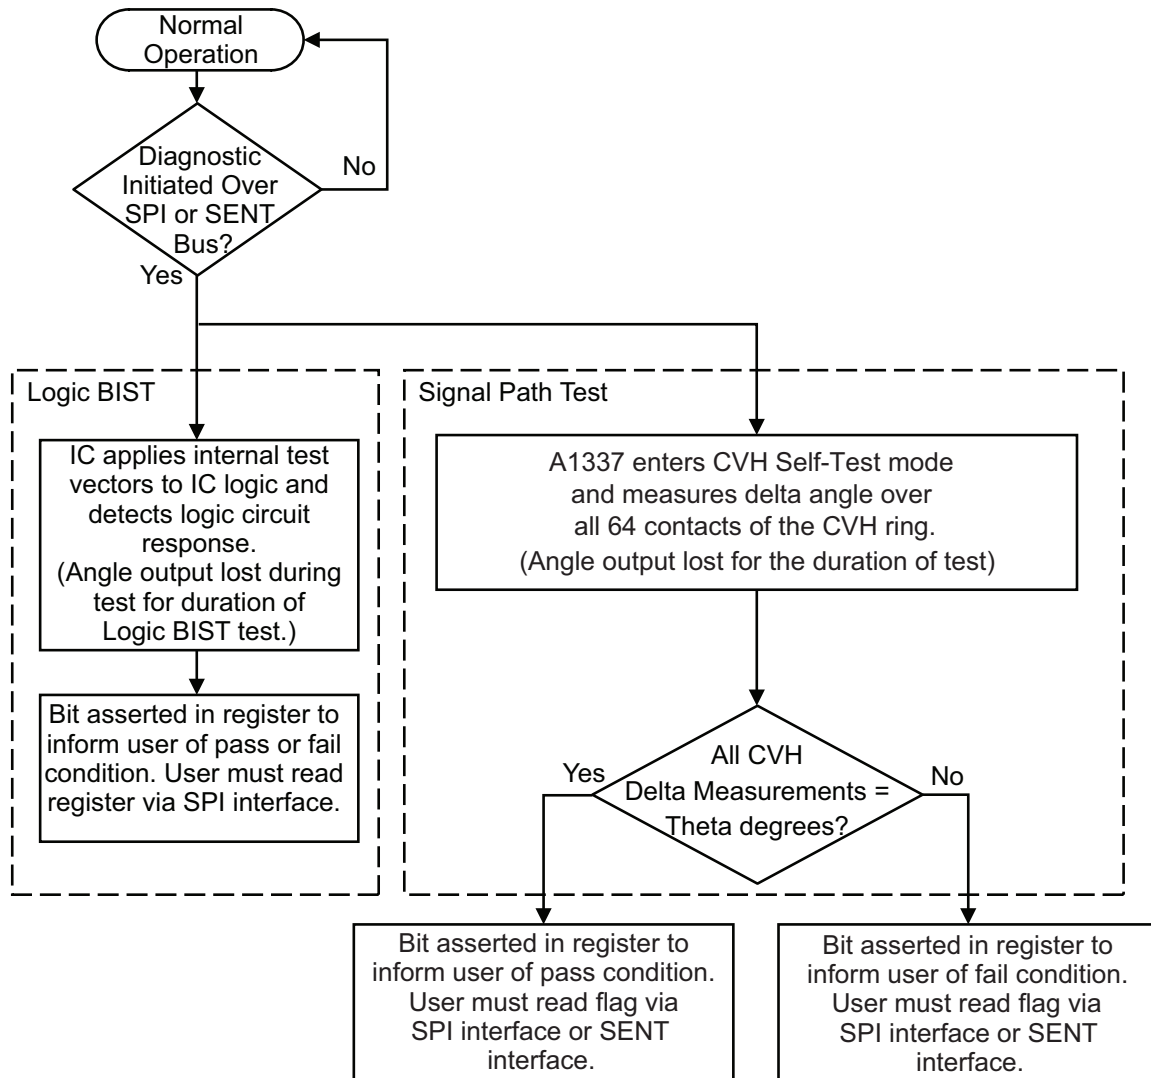 Normal
Operation
No
Diagnostic
Initiated Over
SPI or SENT
Bus?
Yes
Logic BIST
IC applies internal test
vectors to IC logic and
detects logic circuit
response.
(Angle output lost during
test for duration of
Logic BIST test.)
Bit asserted in register to
inform user of pass or fail
condition. User must read
register via SPI interface.
Signal Path Test
A1337 enters CVH Self-Test mode
and measures delta angle over
all 64 contacts of the CVH ring.
(Angle output lost for the duration of test)
All CVH
Delta Measurements =
Theta degrees?
Yes
No
Bit asserted in register to
inform user of pass condition.
User must read flag via
SPI interface or SENT
interface.
Bit asserted in register to
inform user of fail condition.
User must read flag via
SPI interface or SENT
interface.